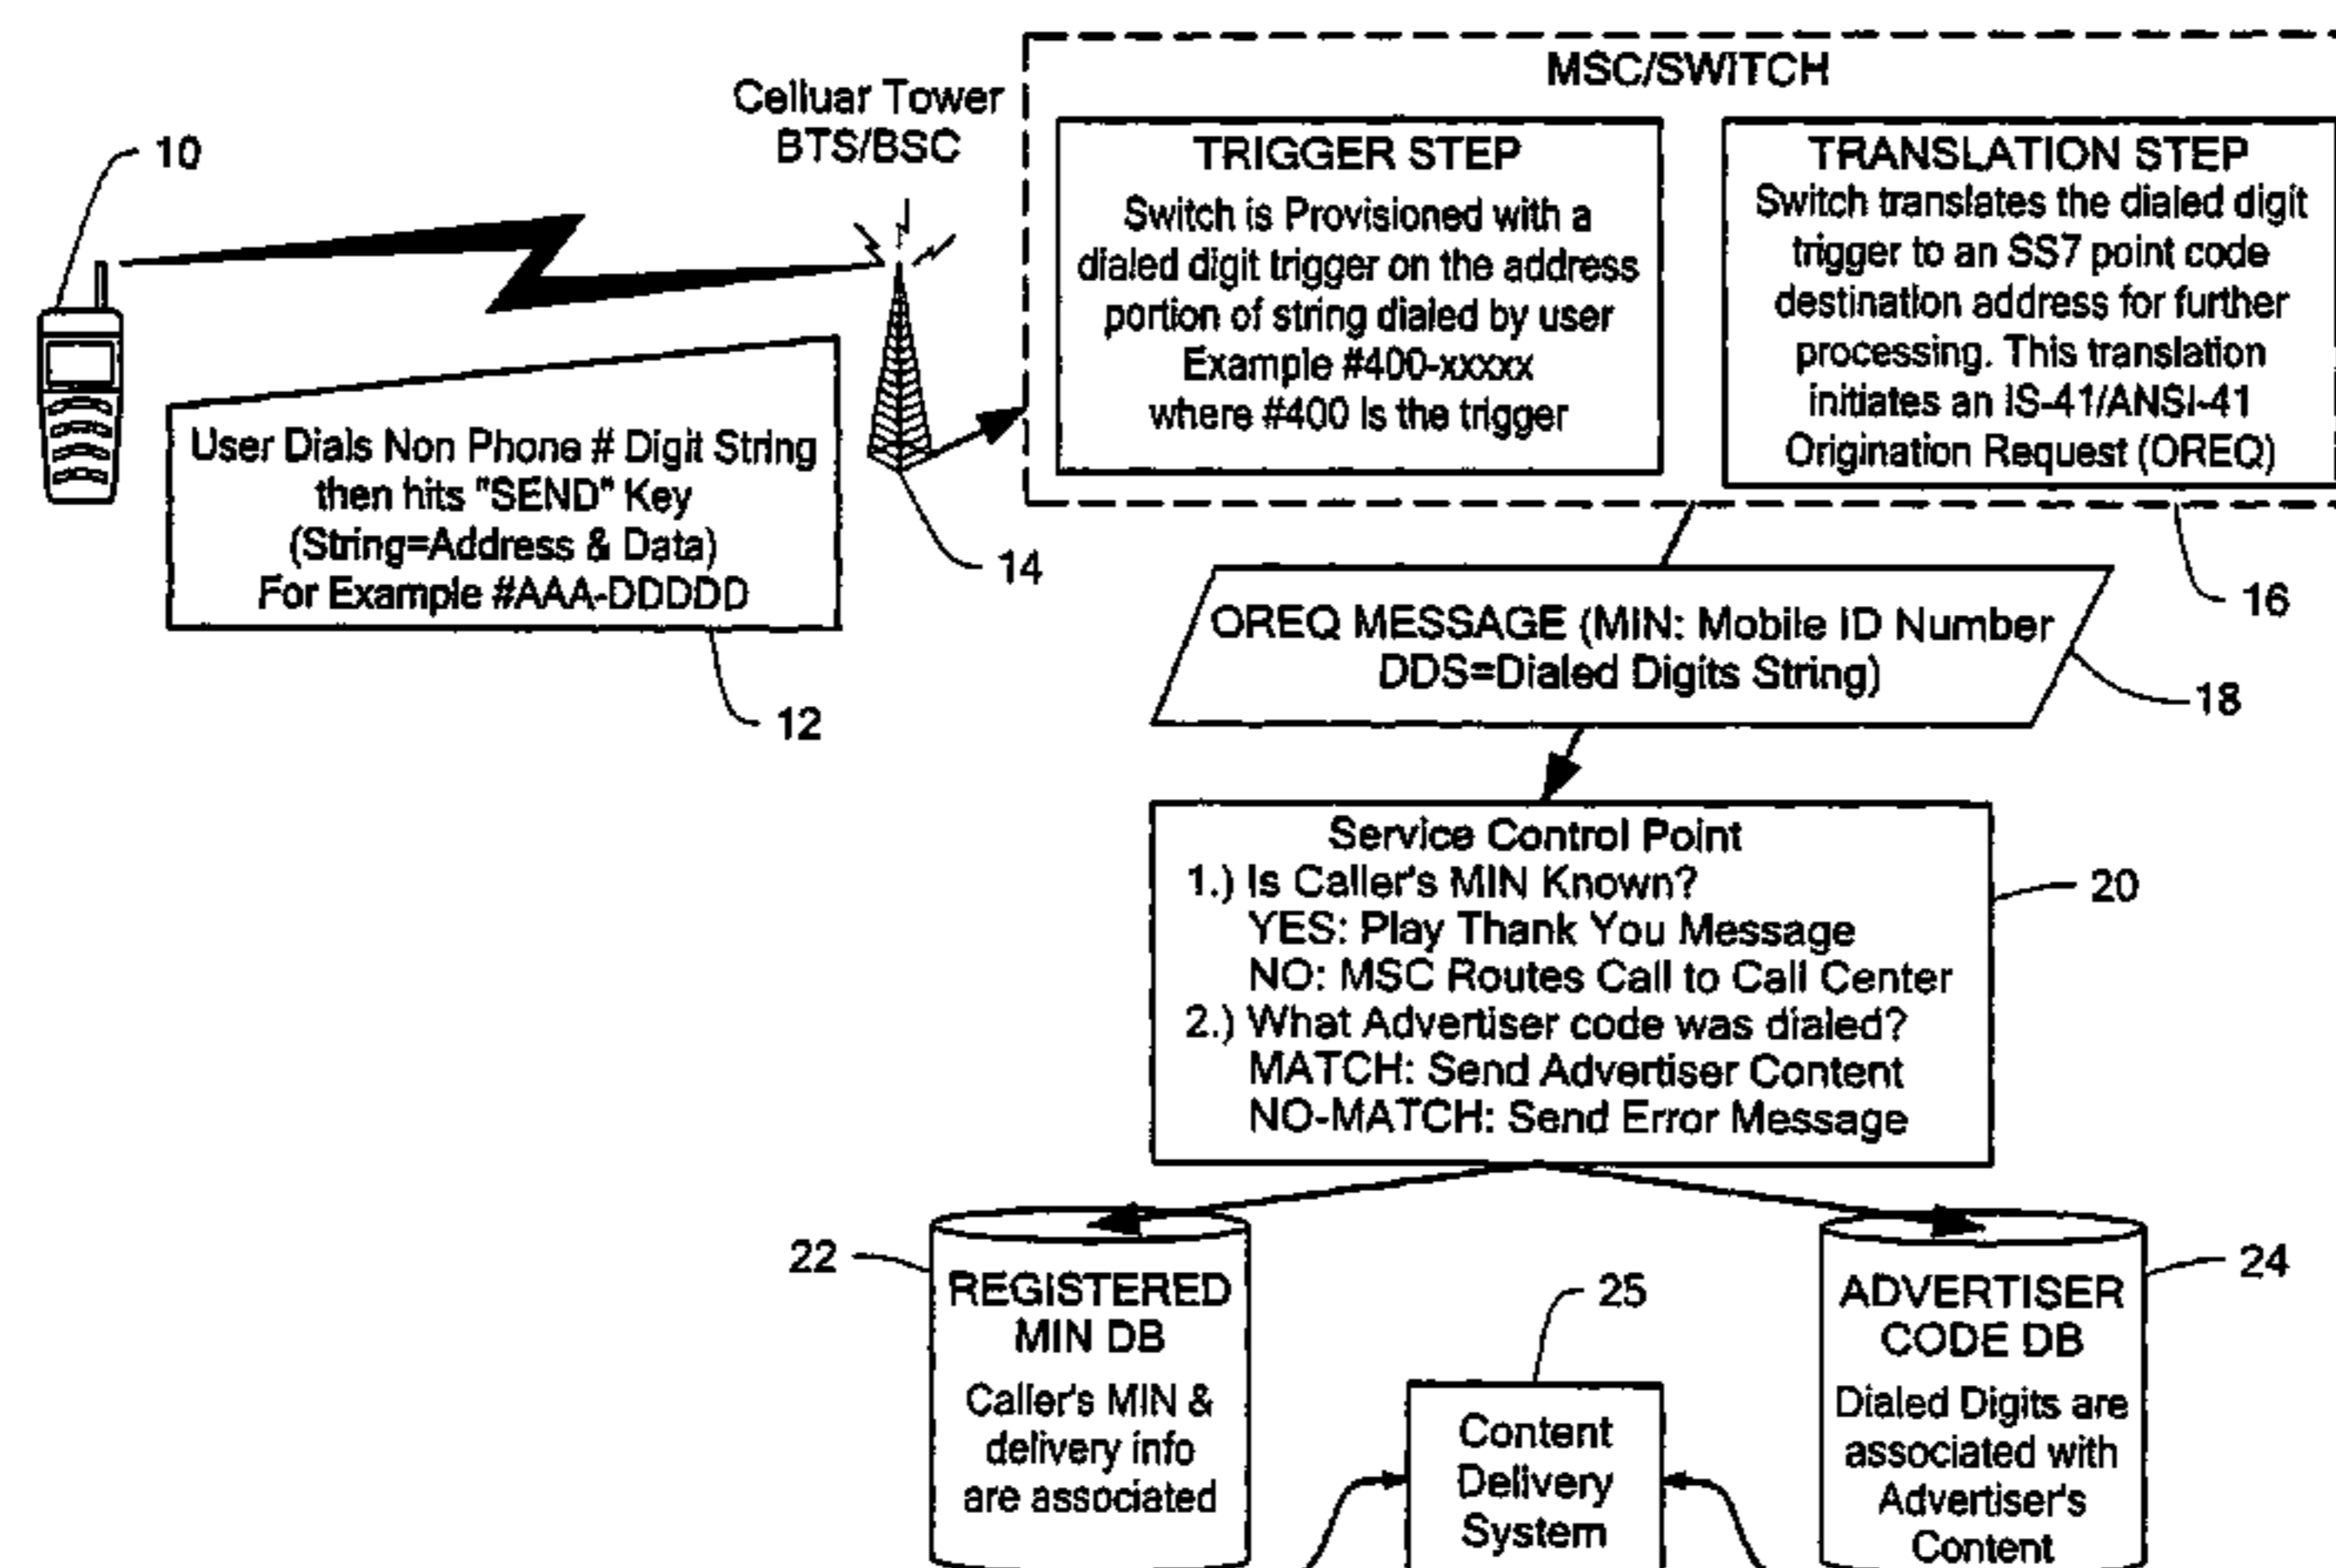 10
Celluar Tower
BTS/BSC
User Dials Non Phone # Digit String
then hits "SEND" Key
(String=Address & Data)
For Example #AAA-DDDDD
12
14
MSC/SWITCH
TRIGGER STEP
Switch is Provisioned with a
dialed digit trigger on the address
portion of string dialed by user
Example #400-xxxxx
where #400 is the trigger
TRANSLATION STEP
Switch translates the dialed digit
trigger to an SS7 point code
destination address for further
processing. This translation
initiates an IS-41/ANSI-41
Origination Request (OREQ)
16
OREQ MESSAGE (MIN: Mobile ID Number
DDS=Dialed Digits String)
18
Service Control Point
1.) Is Caller's MIN Known?
YES: Play Thank You Message
NO: MSC Routes Call to Call Center
2.) What Advertiser code was dialed?
MATCH: Send Advertiser Content
NO-MATCH: Send Error Message
20
22
REGISTERED
MIN DB
Caller's MIN &
delivery info
are associated
25
Content
Delivery
System
24
ADVERTISER
CODE DB
Dialed Digits are
associated with
Advertiser's
Content